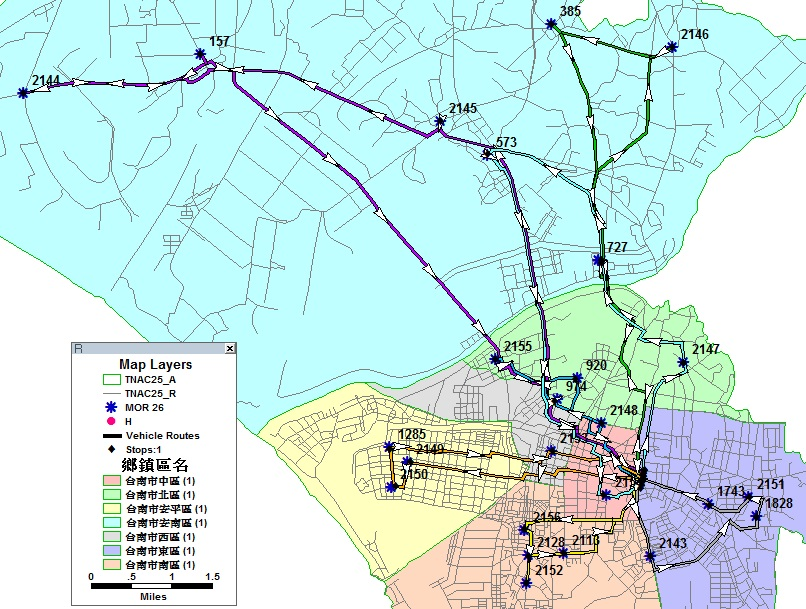 385
2146
157
2144
2145
573
727
2155
2147
920
974
2148
1285
2149
2150
1743
2151
1828
2156
2128
2113
2143
2152
R
Map Layers
TNAC25_A
TNAC25_R
MOR 26
H
Vehicle Routes
Stops:1
鄉鎮區名
台南市中區 (1)
台南市北區 (1)
台南市安平區 (1)
台南市安南區 (1)
台南市西區 (1)
台南市東區 (1)
台南市南區 (1)
0 .5 1 1.5
Miles